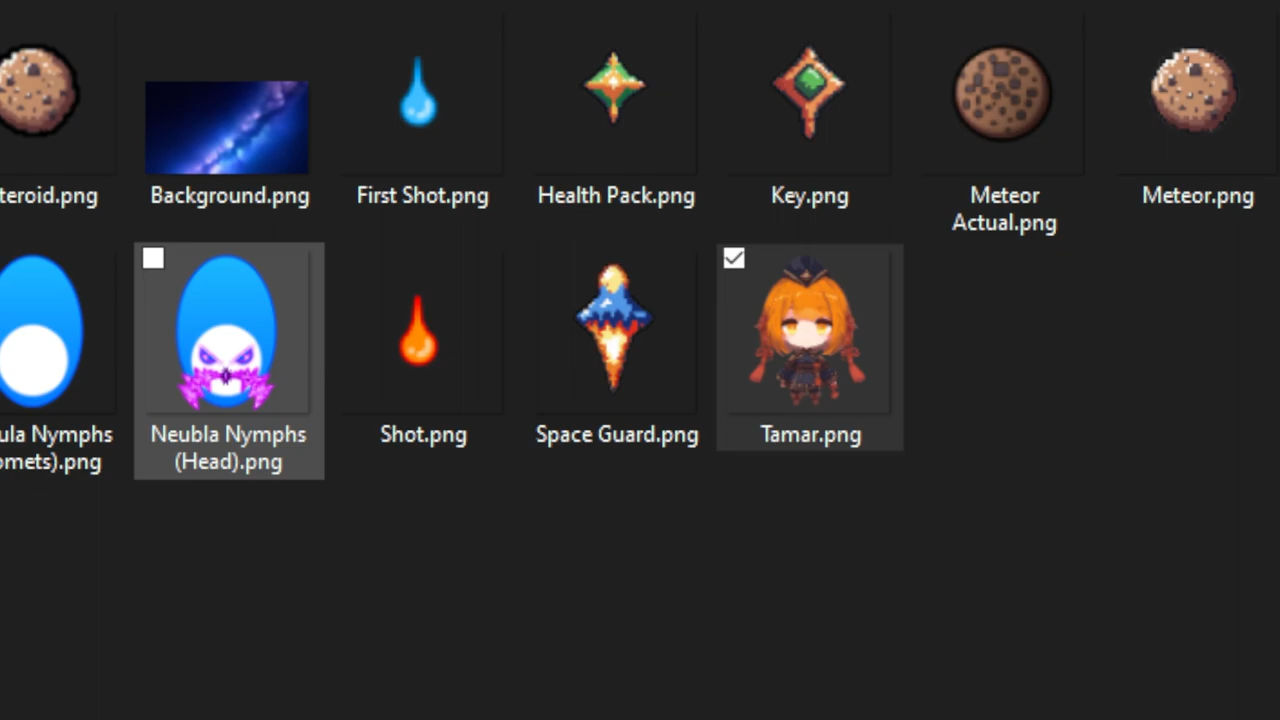 teroid.png
Background.png
First Shot.png
Health Pack.png
Key.png
Meteor
Actual.png
Meteor.png
ula Nymphs
omets).png
Neubla Nymphs
(Head).png
Shot.png
Space Guard.png
Tamar.png